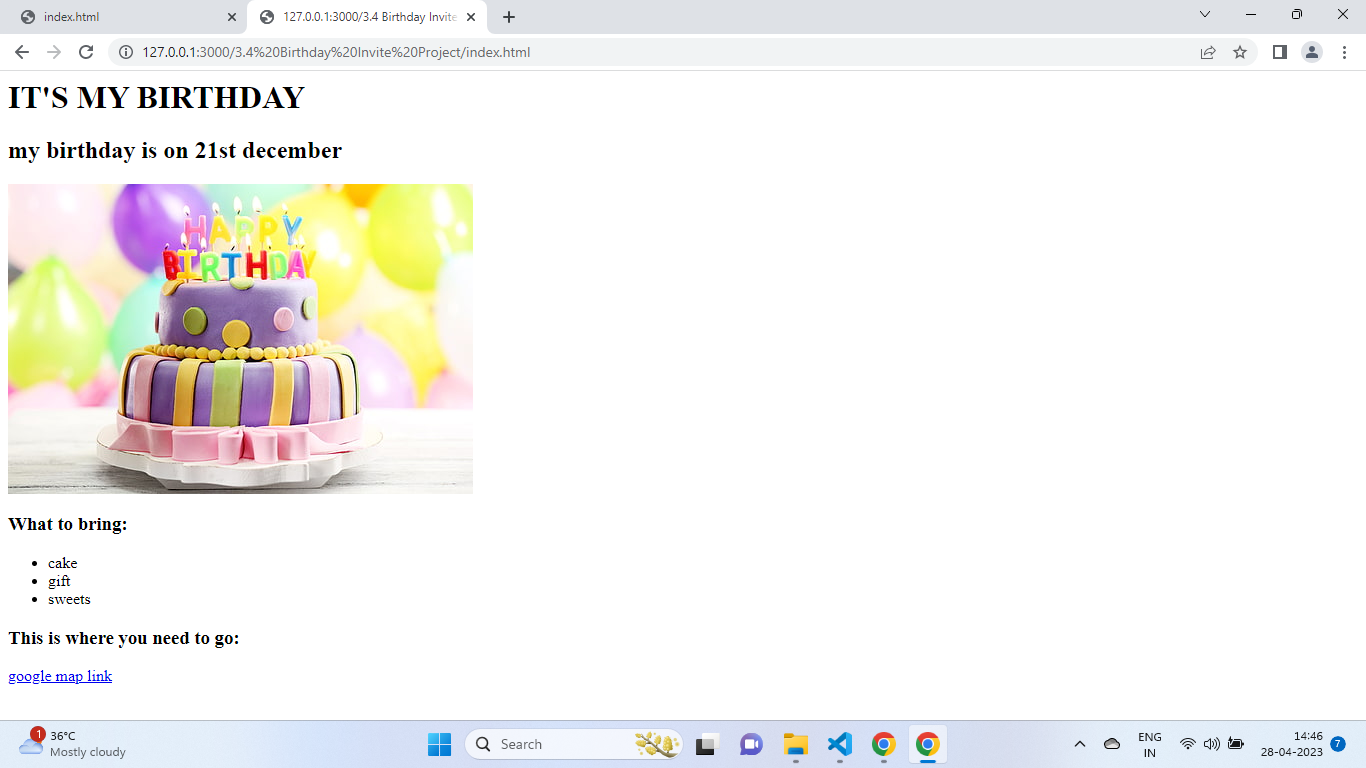 index.html
127.0.0.1:3000/3.4 Birthday Invite
127.0.0.1:3000/3.4%20Birthday%20Invite%20Project/index.html
IT'S MY BIRTHDAY
my birthday is on 21st december
HAPPY
BIRTHDAY
What to bring:
cake
gift
sweets
This is where you need to go:
google map link
1
36°C
Mostly cloudy
Search
ENG
IN
14:46
28-04-2023
7